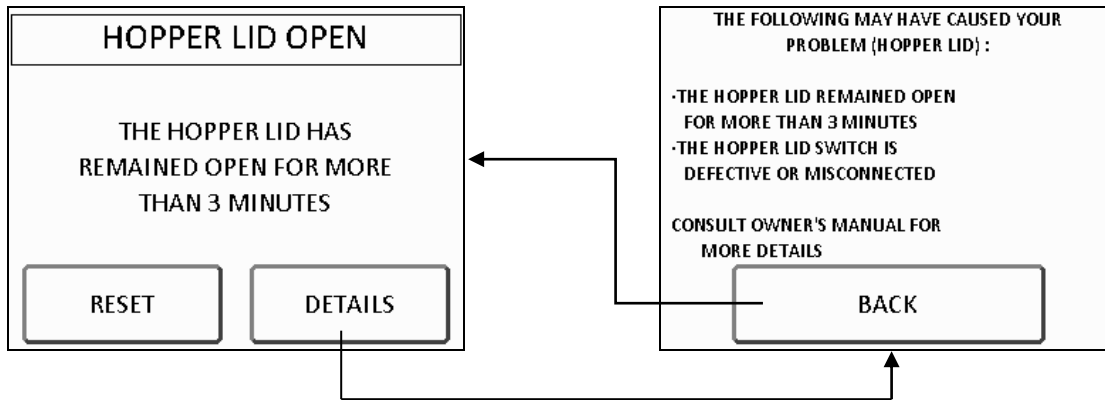 HOPPER LID OPEN
THE HOPPER LID HAS
REMAINED OPEN FOR MORE
THAN 3 MINUTES
RESET
DETAILS
THE FOLLOWING MAY HAVE CAUSED YOUR
PROBLEM (HOPPER LID) :
·THE HOPPER LID REMAINED OPEN
FOR MORE THAN 3 MINUTES
·THE HOPPER LID SWITCH IS
DEFECTIVE OR MISCONNECTED
CONSULT OWNER'S MANUAL FOR
MORE DETAILS
BACK